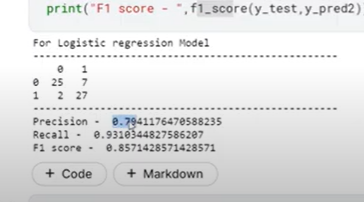 print("F1 score - ",f1_score(y_test,y_pred2))
For Logistic regression Model
------------------------------------------------
0 1
0 25 7
1 2 27
------------------------------------------------
Precision - 0.7941176470588235
Recall - 0.9310344827586207
F1 score - 0.8571428571428571
+ Code + Markdown